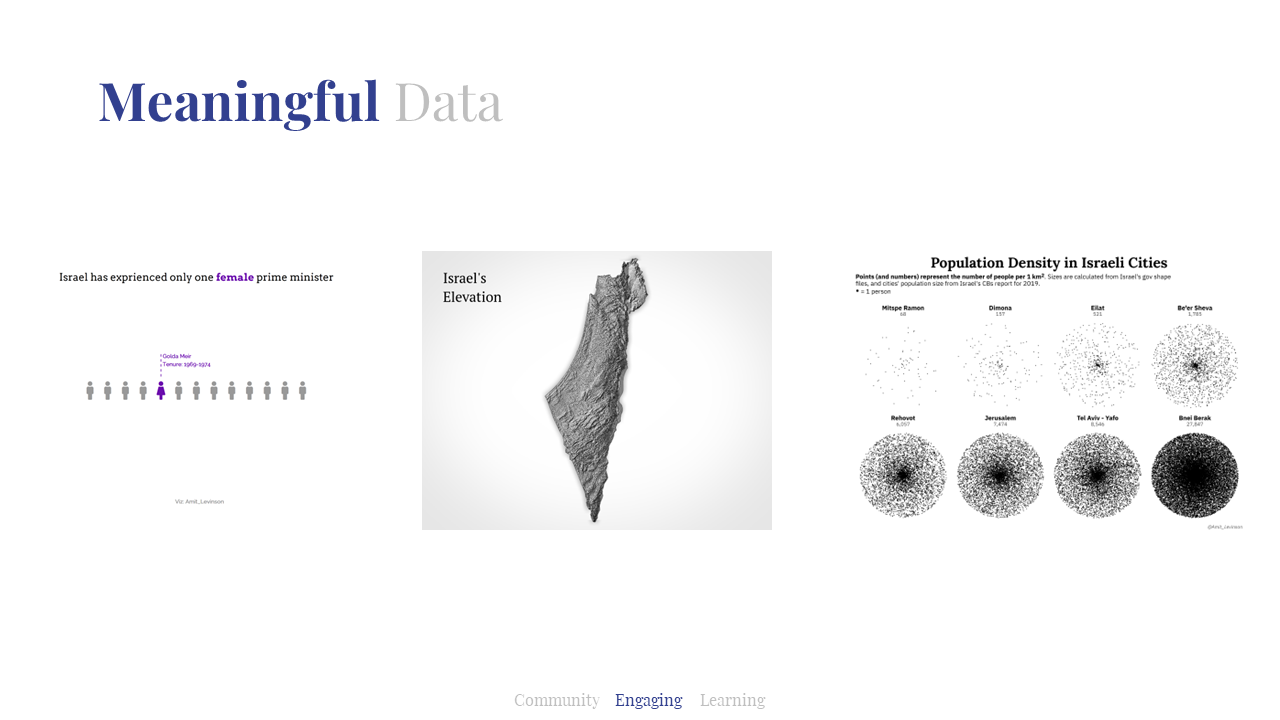 Meaningful Data
Israel has exprienced only one female prime minister
Golda Meir
Tenure: 1969-1974
Viz: Amit_Levinson
Israel's
Elevation
Population Density in Israeli Cities
Points (and numbers) represent the number of people per 1 km². Sizes are calculated from Israel's gov shape
files, and cities' population size from Israel's CBs report for 2019.
* = 1 person
Mitspe Ramon
68
Dimona
157
Eilat
521
Be'er Sheva
1,785
Rehovot
6,057
Jerusalem
7,474
Tel Aviv - Yafo
8,546
Bnei Berak
27,847
@Amit_Levinson
Community Engaging Learning